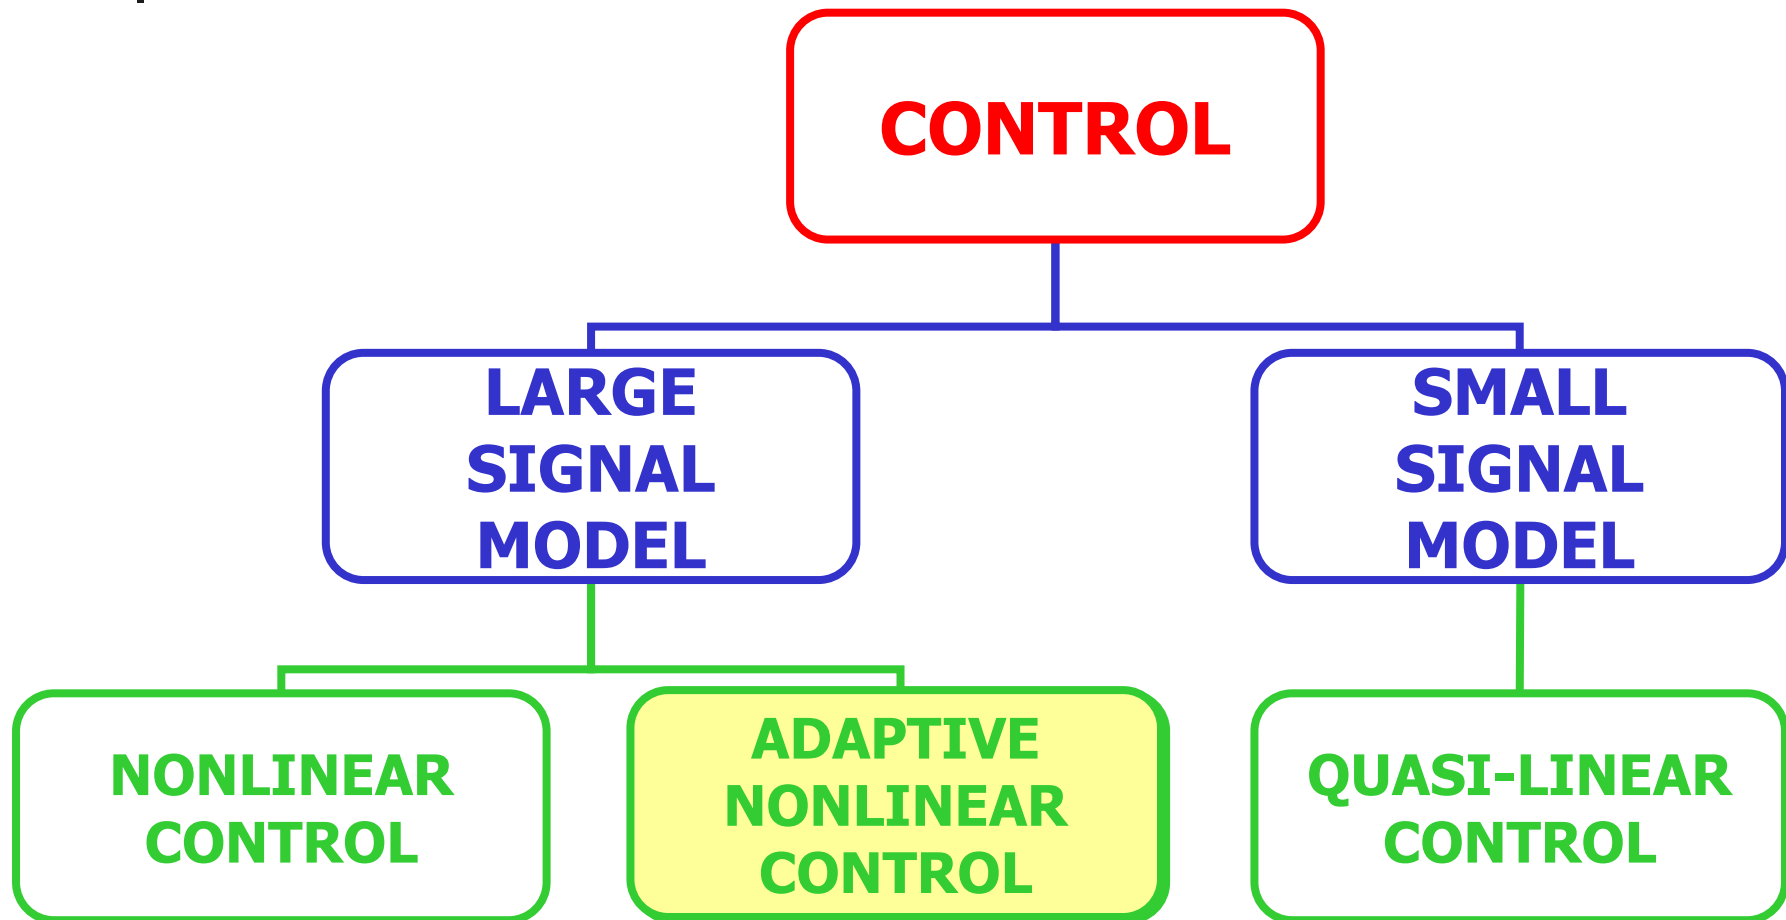 CONTROL
LARGE
SIGNAL
MODEL
SMALL
SIGNAL
MODEL
NONLINEAR
CONTROL
ADAPTIVE
NONLINEAR
CONTROL
QUASI-LINEAR
CONTROL